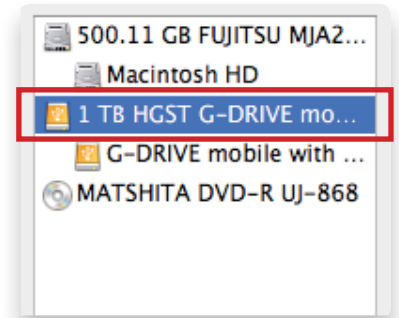 500.11 GB FUJITSU MJA2...
Macintosh HD
1 TB HGST G-DRIVE mo...
G-DRIVE mobile with ...
MATSHITA DVD-R UJ-868